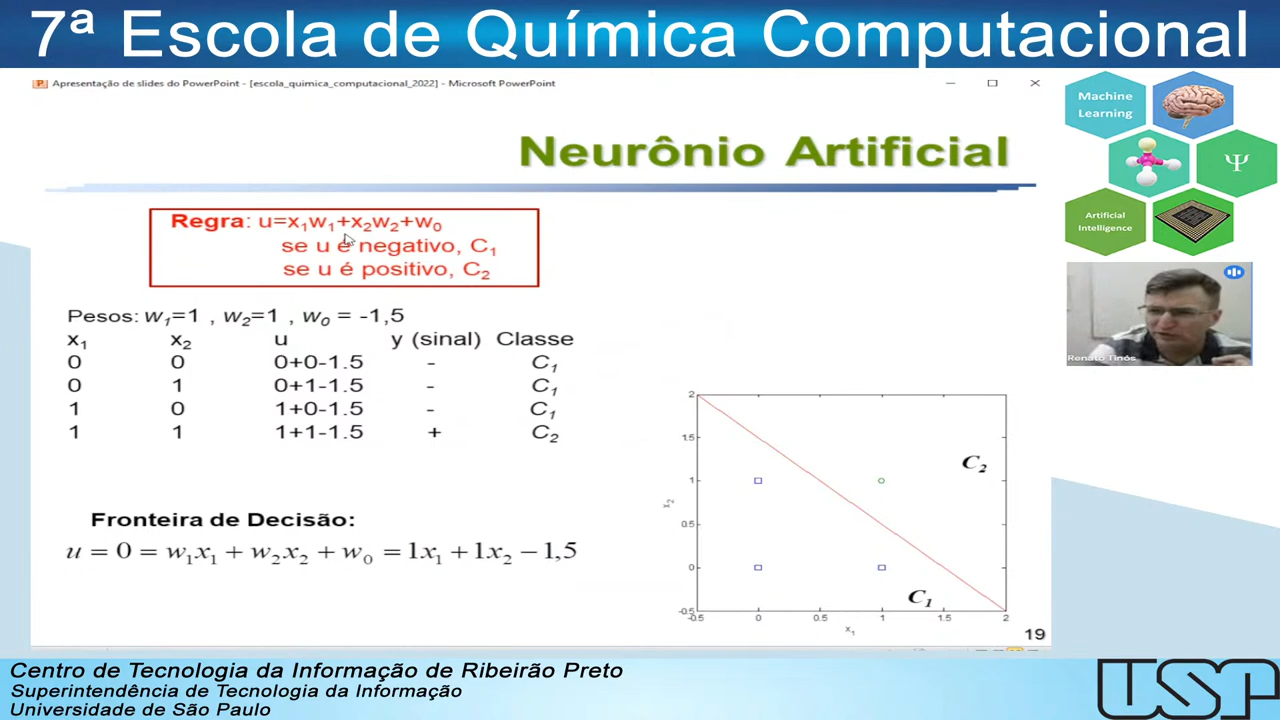 7ª Escola de Química Computacional
Apresentação de slides do PowerPoint - [escola_quimica_computacional_2022] - Microsoft PowerPoint
Neurônio Artificial
Regra: u=x₁w₁+x₂w₂+w₀
se u é negativo, C₁
se u é positivo, C₂
Pesos: w₁=1 , w₂=1 , w₀ = -1,5
x₁ x₂ u y (sinal) Classe
0 0 0+0-1.5 - C₁
0 1 0+1-1.5 - C₁
1 0 1+0-1.5 - C₁
1 1 1+1-1.5 + C₂
Fronteira de Decisão:
u = 0 = w₁x₁ + w₂x₂ + w₀ = 1x₁ + 1x₂ − 1,5
2
1.5
1
0.5
0
-0.5
x₂
C₂
C₁
-0.5 0 0.5 1 1.5 2
x₁
19
Machine
Learning
Ψ
Artificial
Intelligence
Renato Tinós
Centro de Tecnologia da Informação de Ribeirão Preto
Superintendência de Tecnologia da Informação
Universidade de São Paulo
USP